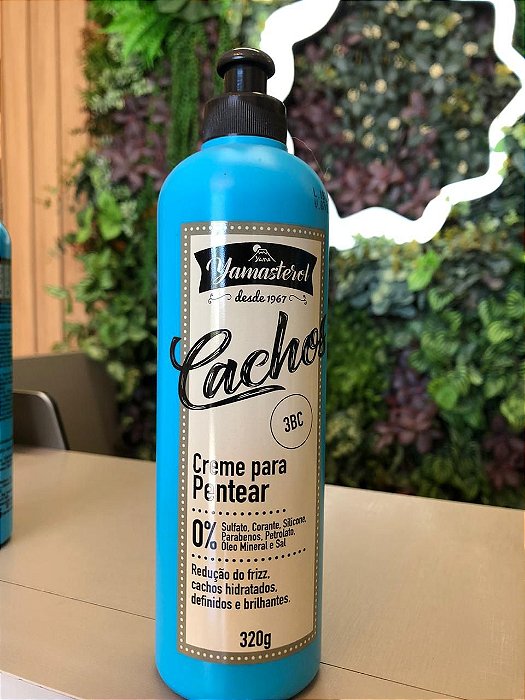 Yama
Yamasterol
desde 1967
Cachos
3BC
Creme para
Pentear
0% Sulfato, Corante, Silicone,
Parabenos, Petrolato,
Óleo Mineral e Sal
Redução do frizz,
cachos hidratados,
definidos e brilhantes.
320g